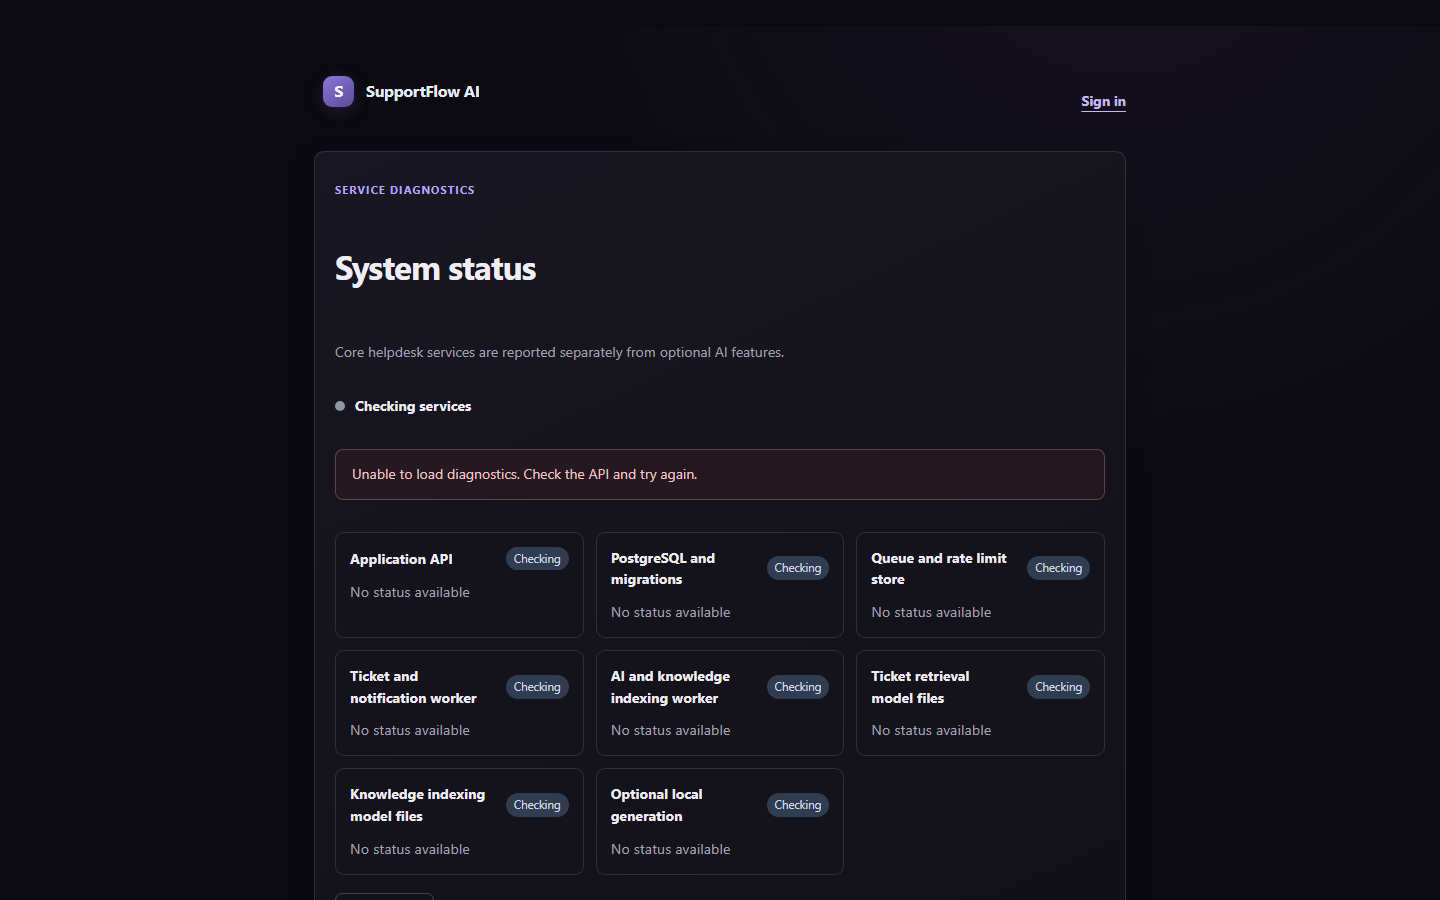 S
SupportFlow AI
Sign in
SERVICE DIAGNOSTICS
System status
Core helpdesk services are reported separately from optional AI features.
Checking services
Unable to load diagnostics. Check the API and try again.
Application API
Checking
No status available
PostgreSQL and
migrations
Checking
No status available
Queue and rate limit
store
Checking
No status available
Ticket and
notification worker
Checking
No status available
AI and knowledge
indexing worker
Checking
No status available
Ticket retrieval
model files
Checking
No status available
Knowledge indexing
model files
Checking
No status available
Optional local
generation
Checking
No status available